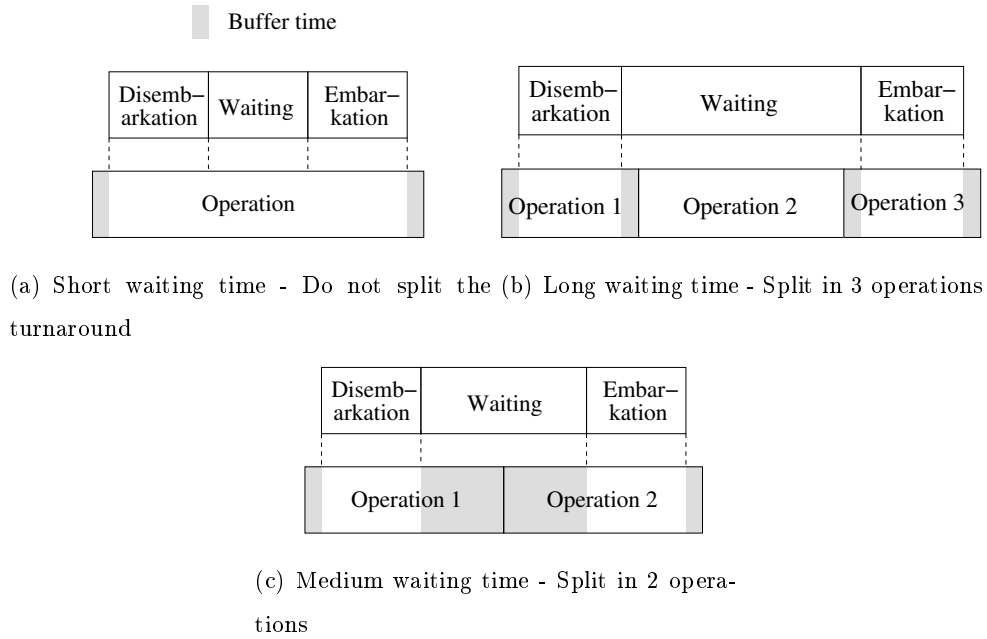 Buffer time
Disemb–
arkation
Waiting
Embar–
kation
Operation
Disemb–
arkation
Waiting
Embar–
kation
Operation 1
Operation 2
Operation 3
(a) Short waiting time - Do not split the
turnaround
(b) Long waiting time - Split in 3 operations
Disemb–
arkation
Waiting
Embar–
kation
Operation 1
Operation 2
(c) Medium waiting time - Split in 2 opera-
tions